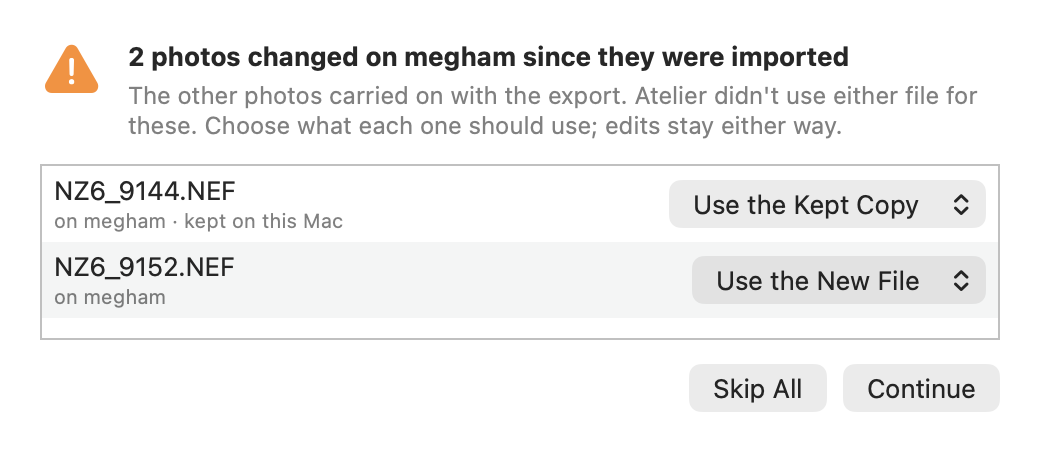 2 photos changed on megham since they were imported
The other photos carried on with the export. Atelier didn't use either file for
these. Choose what each one should use; edits stay either way.
NZ6_9144.NEF
on megham · kept on this Mac
Use the Kept Copy
NZ6_9152.NEF
on megham
Use the New File
Skip All
Continue